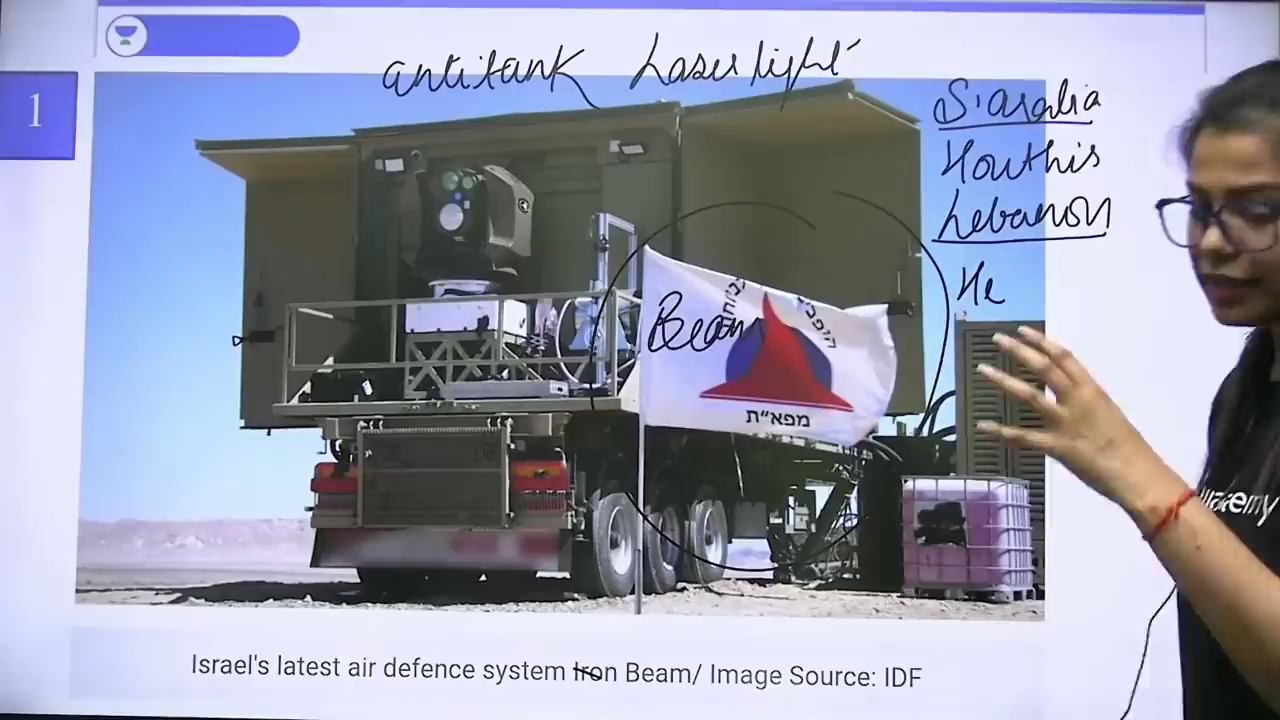 antitank Laser light
1
S'arabia
Houthis
Lebanon
He
Beam
מפא״ת
Israel's latest air defence system Iron Beam/ Image Source: IDF